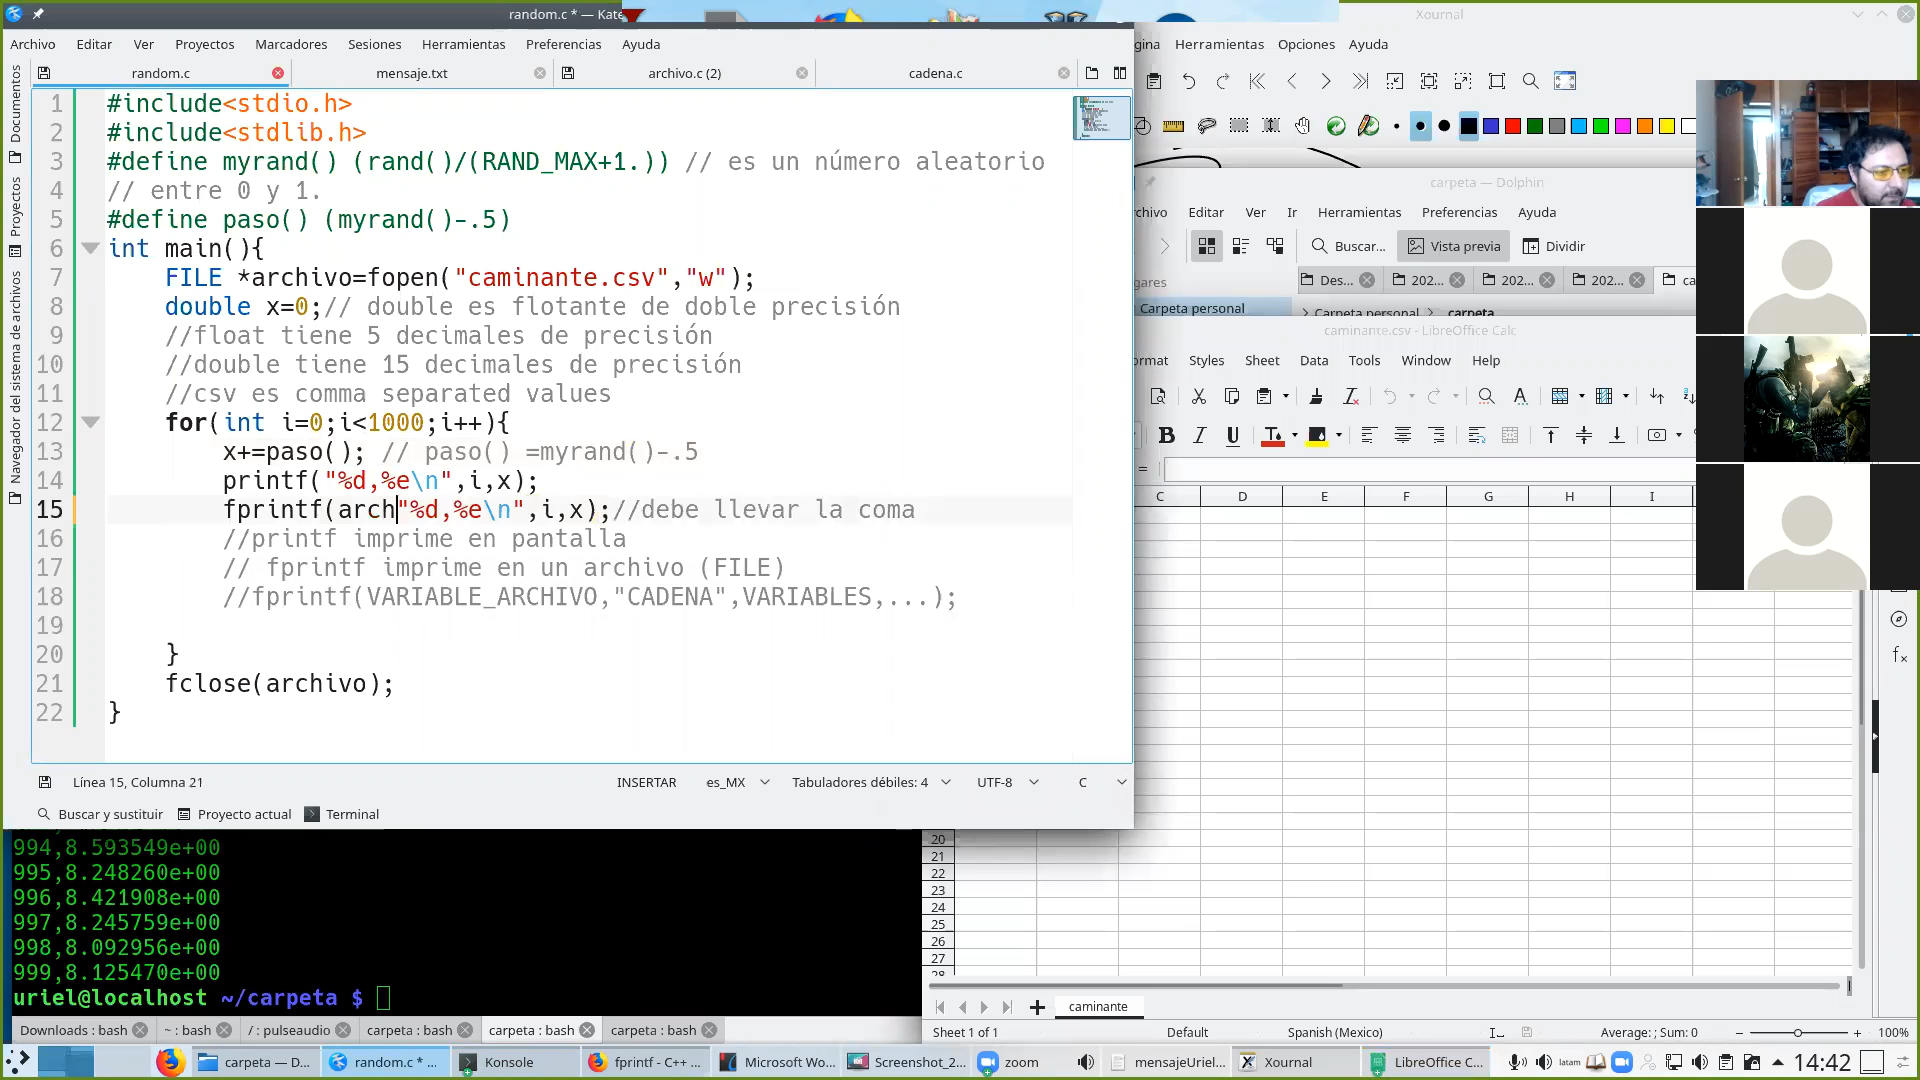 random.c * — Kate
Xournal
Archivo Editar Ver Proyectos Marcadores Sesiones Herramientas Preferencias Ayuda
gina Herramientas Opciones Ayuda
random.c mensaje.txt archivo.c (2) cadena.c
Documentos
Proyectos
Navegador del sistema de archivos
1 #include<stdio.h>
2 #include<stdlib.h>
3 #define myrand() (rand()/(RAND_MAX+1.)) // es un número aleatorio
4 // entre 0 y 1.
5 #define paso() (myrand()-.5)
6 int main(){
7 FILE *archivo=fopen("caminante.csv","w");
8 double x=0;// double es flotante de doble precisión
9 //float tiene 5 decimales de precisión
10 //double tiene 15 decimales de precisión
11 //csv es comma separated values
12 for(int i=0;i<1000;i++){
13 x+=paso(); // paso() =myrand()-.5
14 printf("%d,%e\n",i,x);
15 fprintf(arch"%d,%e\n",i,x);//debe llevar la coma
16 //printf imprime en pantalla
17 // fprintf imprime en un archivo (FILE)
18 //fprintf(VARIABLE_ARCHIVO,"CADENA",VARIABLES,...);
19
20 }
21 fclose(archivo);
22 }
Línea 15, Columna 21 INSERTAR es_MX Tabuladores débiles: 4 UTF-8 C
Buscar y sustituir Proyecto actual Terminal
carpeta — Dolphin
hivo Editar Ver Ir Herramientas Preferencias Ayuda
Buscar... Vista previa Dividir
gares
Des... 202... 202... 202... ca
Carpeta personal
Carpeta personal carpeta
caminante.csv - LibreOffice Calc
ormat Styles Sheet Data Tools Window Help
C D E F G H I
20
21
22
23
24
25
26
27
28
caminante
Sheet 1 of 1 Default Spanish (Mexico) Average: ; Sum: 0 100%
994,8.593549e+00
995,8.248260e+00
996,8.421908e+00
997,8.245759e+00
998,8.092956e+00
999,8.125470e+00
uriel@localhost ~/carpeta $
Downloads : bash ~ : bash / : pulseaudio carpeta : bash carpeta : bash carpeta : bash
carpeta — D... random.c * ... Konsole fprintf - C++ ... Microsoft Wo... Screenshot_2... zoom mensajeUriel... Xournal LibreOffice C... latam 14:42